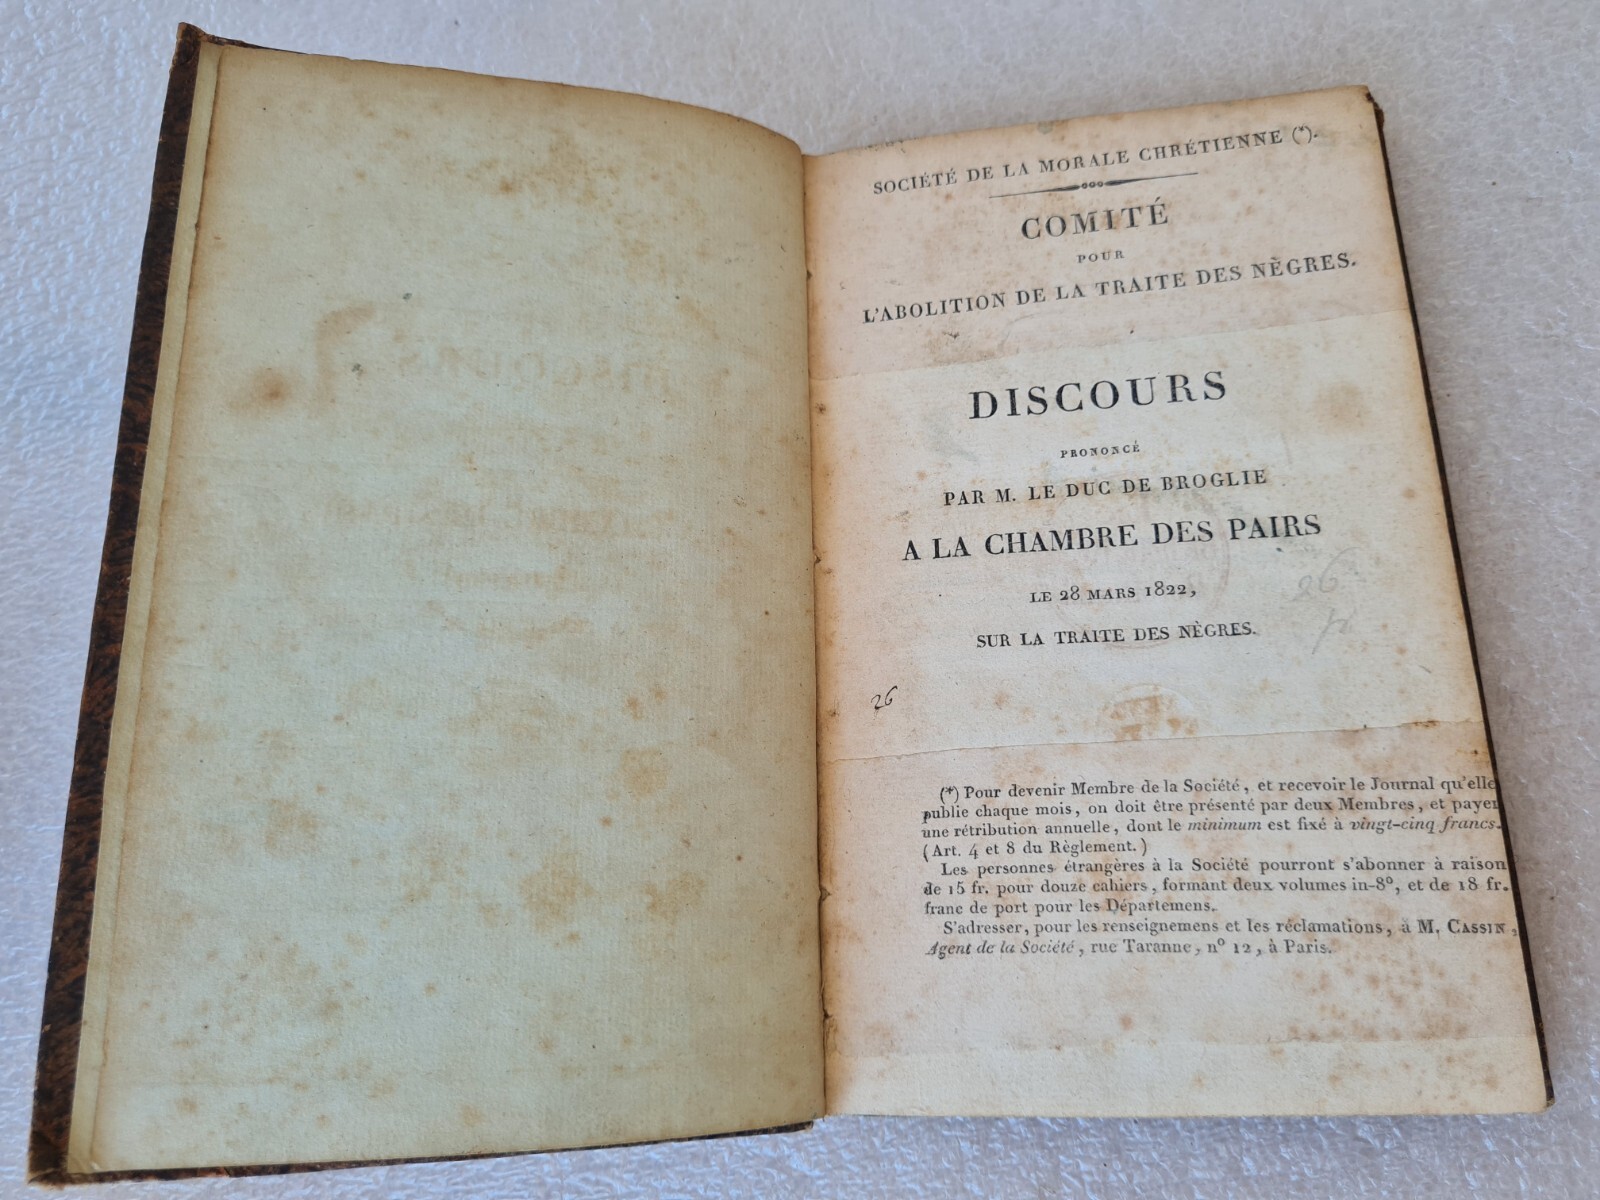 SOCIÉTÉ DE LA MORALE CHRÉTIENNE (*).
COMITÉ
POUR
L'ABOLITION DE LA TRAITE DES NÈGRES.
DISCOURS
PRONONCÉ
PAR M. LE DUC DE BROGLIE
A LA CHAMBRE DES PAIRS
LE 28 MARS 1822,
SUR LA TRAITE DES NÈGRES.
26
26
(*) Pour devenir Membre de la Société, et recevoir le Journal qu'elle
publie chaque mois, on doit être présenté par deux Membres, et payer
une rétribution annuelle, dont le minimum est fixé à vingt-cinq francs.
(Art. 4 et 8 du Règlement.)
Les personnes étrangères à la Société pourront s'abonner à raison
de 15 fr. pour douze cahiers, formant deux volumes in-8º, et de 18 fr.
franc de port pour les Départemens.
S'adresser, pour les renseignemens et les réclamations, à M. CASSIN,
Agent de la Société, rue Taranne, nº 12, à Paris.